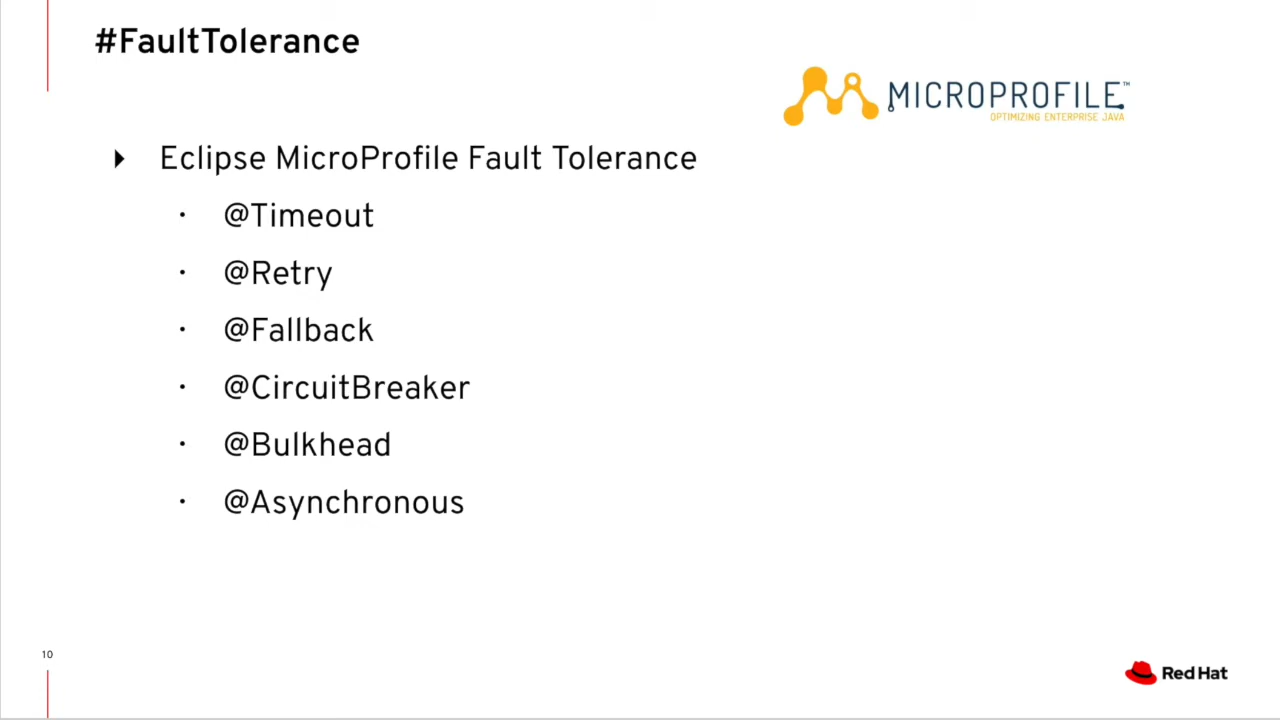 #FaultTolerance
MICROPROFILE™
OPTIMIZING ENTERPRISE JAVA
Eclipse MicroProfile Fault Tolerance
@Timeout
@Retry
@Fallback
@CircuitBreaker
@Bulkhead
@Asynchronous
10
Red Hat